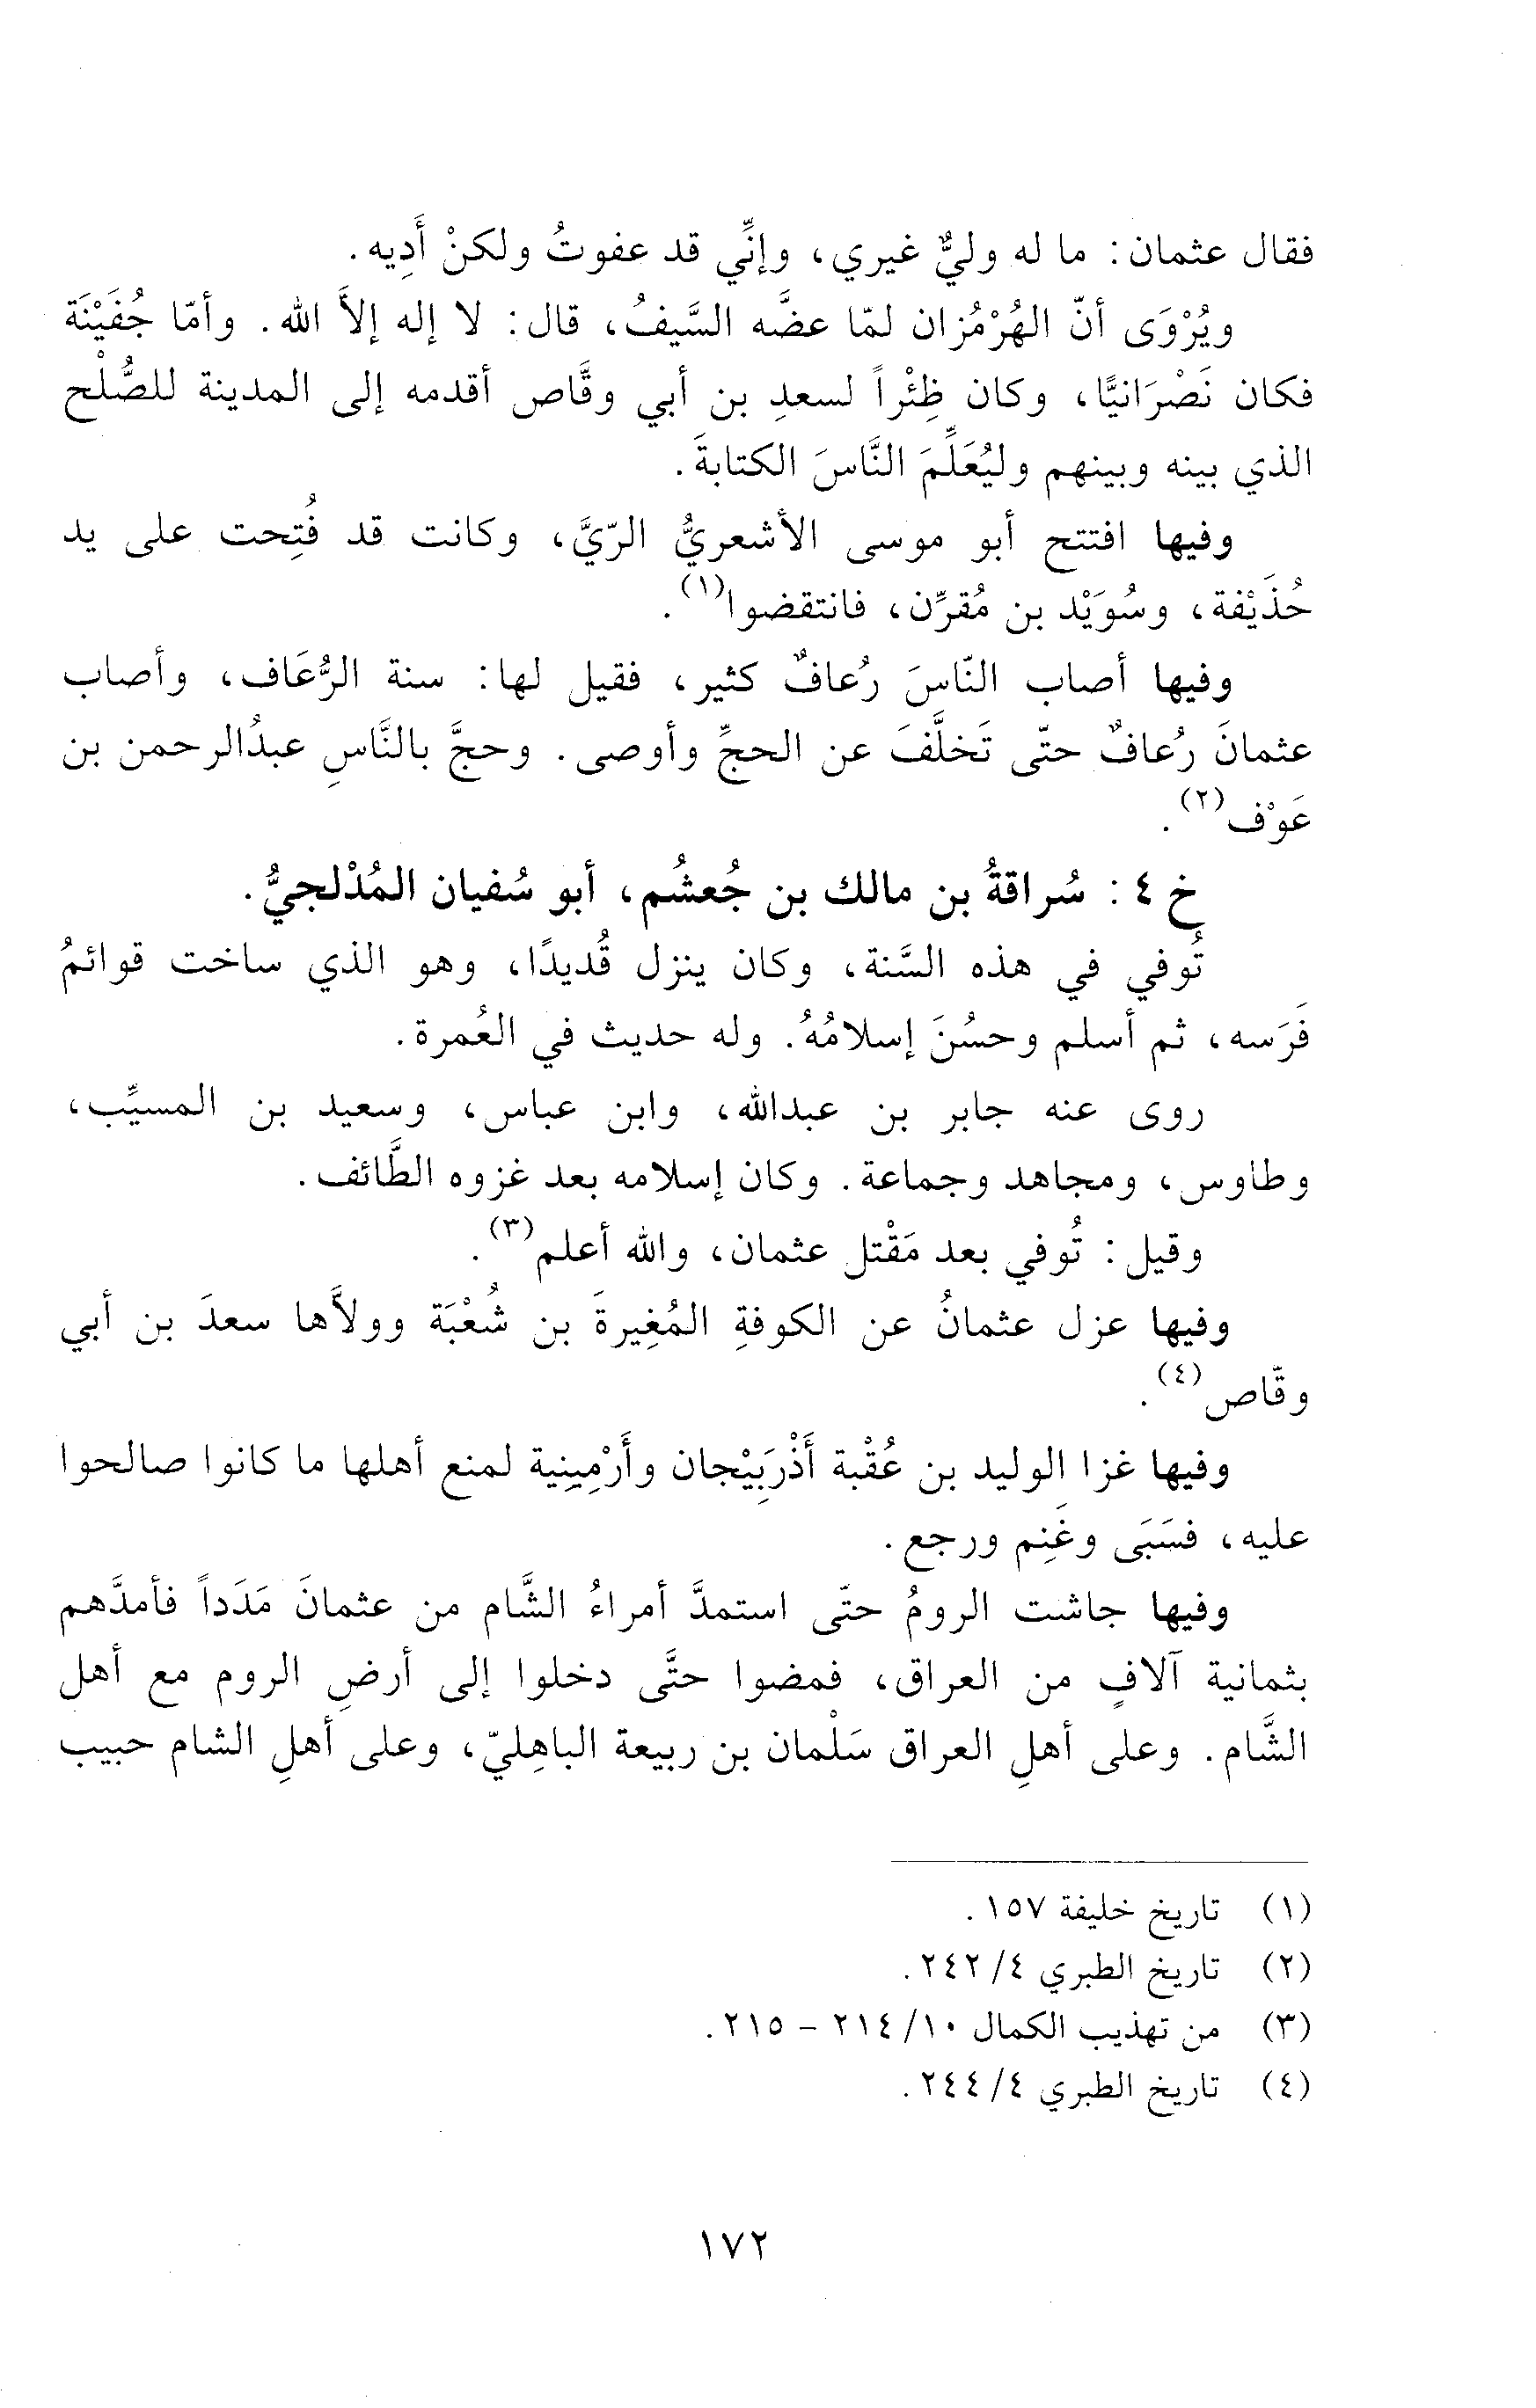 فقال عثمان: ما له وليٌّ غيري، وإنِّي قد عفوتُ ولكنْ أَدِيه.
ويُرْوَى أنّ الهُرْمُزان لمّا عضَّه السَّيفُ، قال: لا إله إلاَّ الله. وأمّا جُفَيْنَة
فكان نَصْرَانيًّا، وكان ظِئْراً لسعدِ بن أبي وقَّاص أقدمه إلى المدينة للصُّلْح
الذي بينه وبينهم وليُعَلِّمَ النَّاسَ الكتابةَ.
وفيها افتتح أبو موسى الأشعريُّ الرّيَّ، وكانت قد فُتِحت على يد
حُذَيْفة، وسُوَيْد بن مُقرِّن، فانتقضوا(١).
وفيها أصاب النّاسَ رُعافٌ كثير، فقيل لها: سنة الرُّعَاف، وأصاب
عثمانَ رُعافٌ حتّى تَخلَّفَ عن الحجِّ وأوصى. وحجَّ بالنَّاسِ عبدُالرحمن بن
عَوْف(٢).
خ ٤: سُراقةُ بن مالك بن جُعشُم، أبو سُفيان المُدْلجيُّ.
تُوفي في هذه السَّنة، وكان ينزل قُديدًا، وهو الذي ساخت قوائمُ
فَرَسه، ثم أسلم وحسُنَ إسلامُهُ. وله حديث في العُمرة.
روى عنه جابر بن عبدالله، وابن عباس، وسعيد بن المسيِّب،
وطاوس، ومجاهد وجماعة. وكان إسلامه بعد غزوه الطَّائف.
وقيل: تُوفي بعد مَقْتل عثمان، والله أعلم(٣).
وفيها عزل عثمانُ عن الكوفةِ المُغِيرةَ بن شُعْبَة وولاَّها سعدَ بن أبي
وقّاص(٤).
وفيها غزا الوليد بن عُقْبة أَذْرَبِيْجان وأَرْمِينِية لمنع أهلها ما كانوا صالحوا
عليه، فسَبَى وغَنِم ورجع.
وفيها جاشت الرومُ حتّى استمدَّ أمراءُ الشَّام من عثمانَ مَدَداً فأمدَّهم
بثمانية آلافٍ من العراق، فمضوا حتَّى دخلوا إلى أرضِ الروم مع أهل
الشَّام. وعلى أهلِ العراق سَلْمان بن ربيعة الباهِليّ، وعلى أهلِ الشام حبيب
(١) تاريخ خليفة ١٥٧.
(٢) تاريخ الطبري ٤/ ٢٤٢.
(٣) من تهذيب الكمال ١٠/ ٢١٤ - ٢١٥.
(٤) تاريخ الطبري ٤/ ٢٤٤.
١٧٢